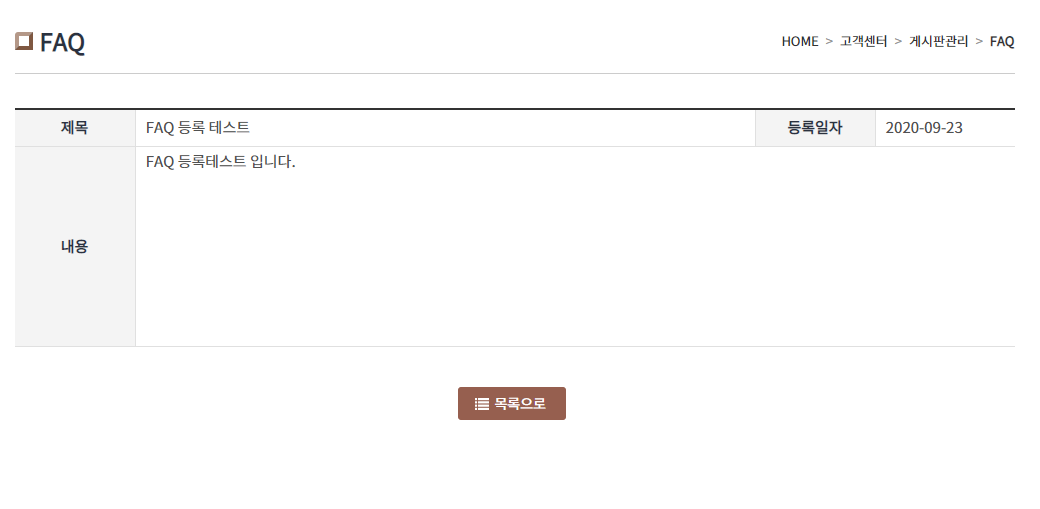 FAQ
HOME > 고객센터 > 게시판관리 > FAQ
제목 FAQ 등록 테스트 등록일자 2020-09-23
내용 FAQ 등록테스트 입니다.
목록으로